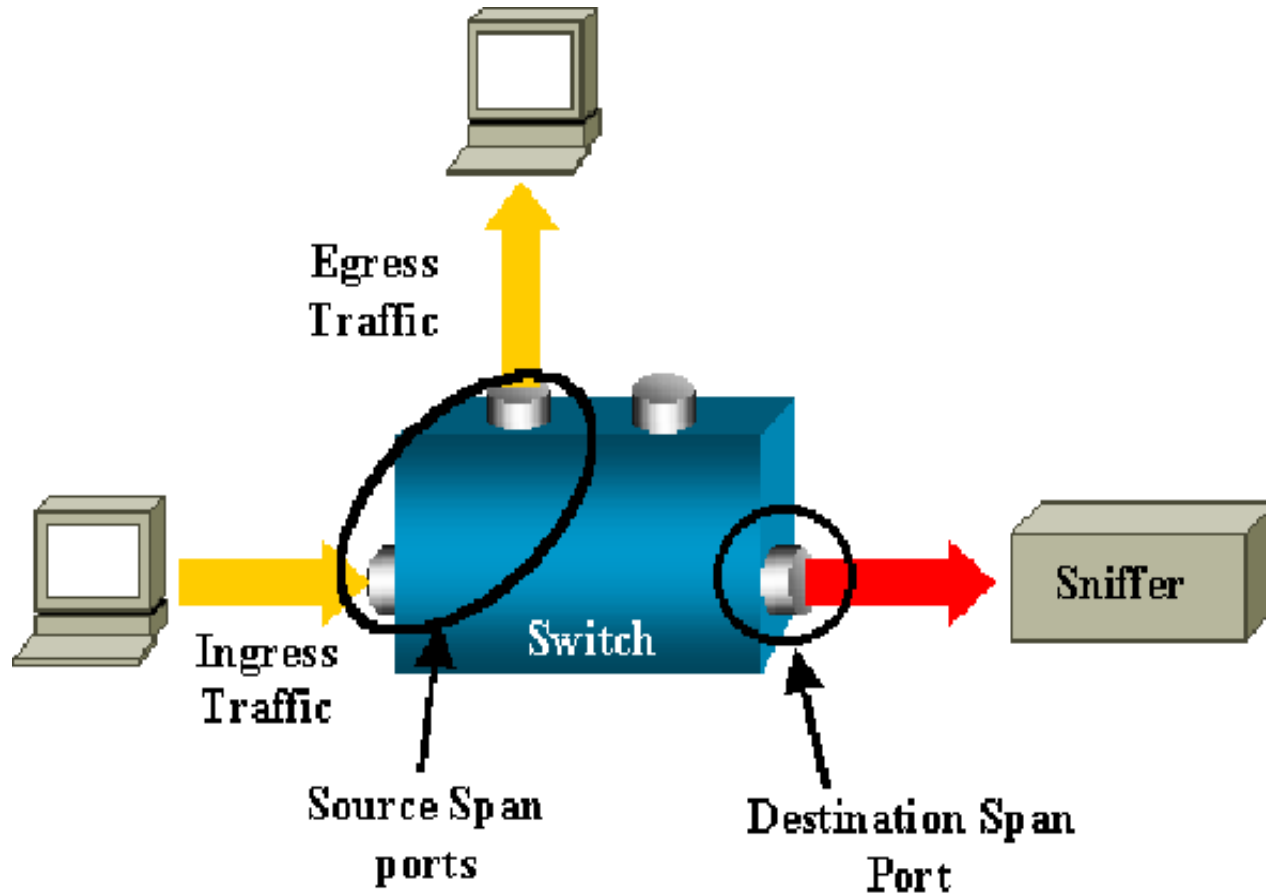 Egress
Traffic
Ingress
Traffic
Switch
Sniffer
Source Span
ports
Destination Span
Port